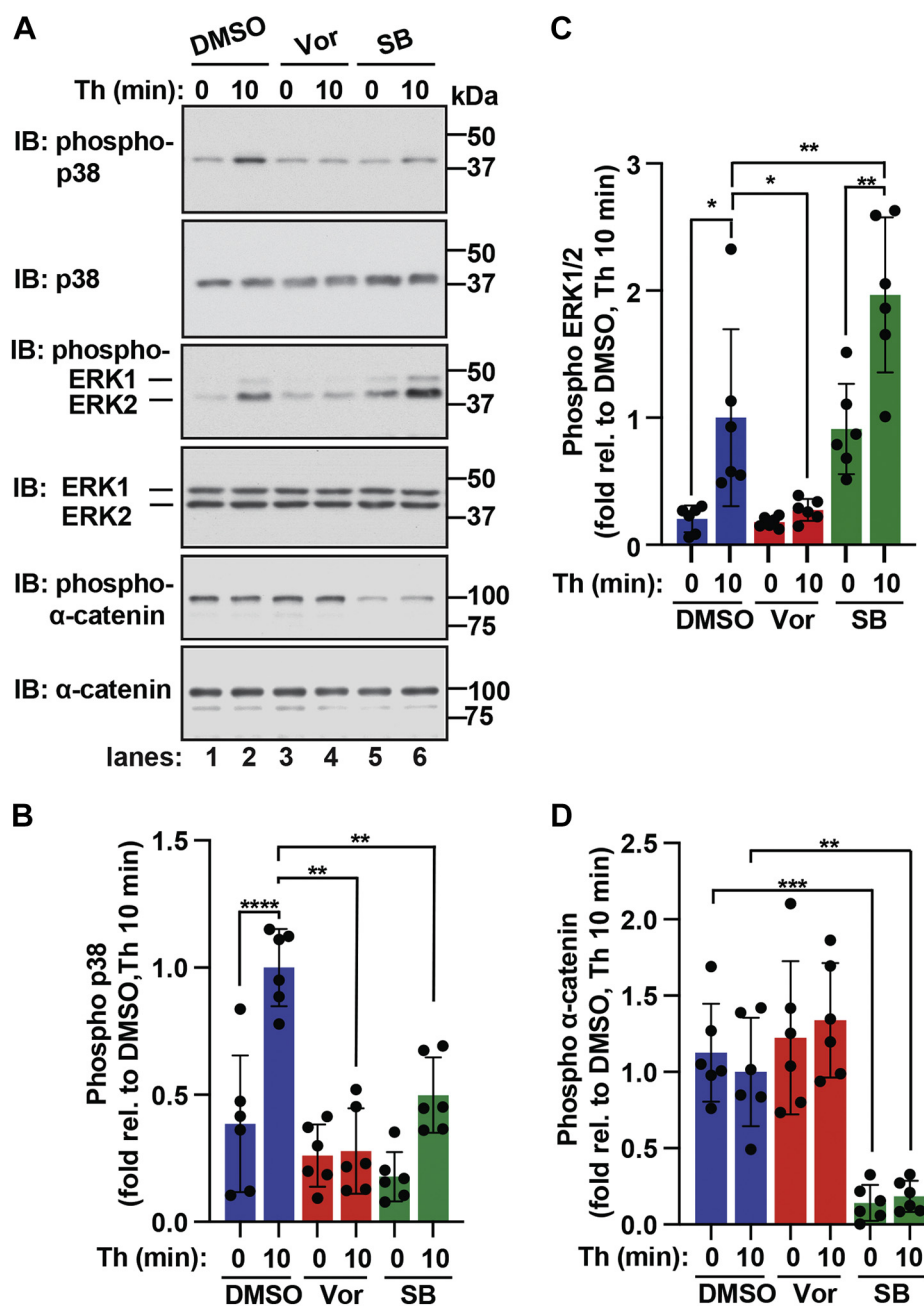 A
DMSO Vor SB
Th (min): 0 10 0 10 0 10 kDa
IB: phospho-
p38
50
37
IB: p38
50
37
IB: phospho-
ERK1
ERK2
50
37
IB: ERK1
ERK2
50
37
IB: phospho-
α-catenin
100
75
IB: α-catenin
100
75
lanes: 1 2 3 4 5 6
B
Phospho p38
(fold rel. to DMSO,Th 10 min)
1.5
1.0
0.5
0.0
**
**
****
Th (min): 0 10 0 10 0 10
DMSO Vor SB
C
Phospho ERK1/2
(fold rel. to DMSO, Th 10 min)
3
2
1
0
**
*
**
*
Th (min): 0 10 0 10 0 10
DMSO Vor SB
D
Phospho α-catenin
(fold rel. to DMSO, Th 10 min)
2.5
2.0
1.5
1.0
0.5
0.0
**
***
Th (min): 0 10 0 10 0 10
DMSO Vor SB